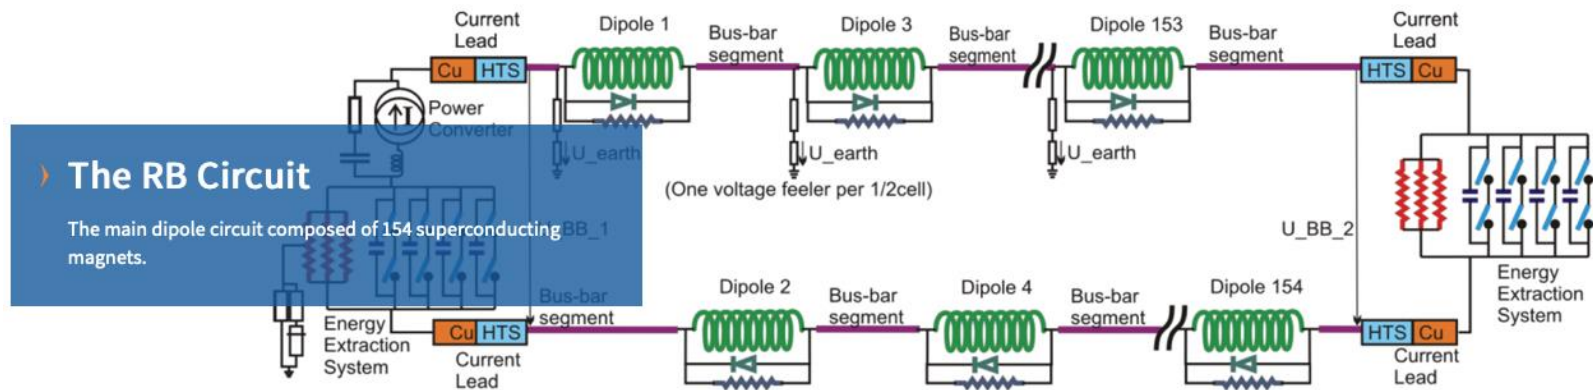 Current
Lead
Dipole 1
Bus-bar
segment
Dipole 3
Bus-bar
segment
Dipole 153
Bus-bar
segment
Current
Lead
Cu HTS
HTS Cu
Power
Converter
I
U_earth
U_earth
U_earth
(One voltage feeler per 1/2cell)
› The RB Circuit
The main dipole circuit composed of 154 superconducting
magnets.
U_BB_1
U_BB_2
Energy
Extraction
System
Bus-bar
segment
Dipole 2
Bus-bar
segment
Dipole 4
Bus-bar
segment
Dipole 154
Cu HTS
HTS Cu
Energy
Extraction
System
Current
Lead
Current
Lead